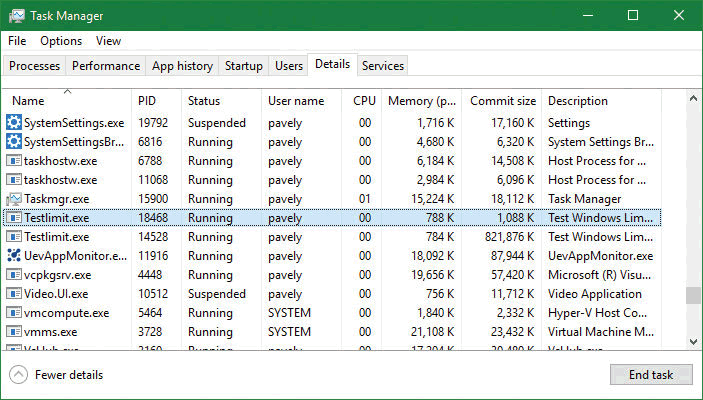 Task Manager
File Options View
Processes Performance App history Startup Users Details Services
Name PID Status User name CPU Memory (p... Commit size Description
SystemSettings.exe 19792 Suspended pavely 00 1,716 K 17,160 K Settings
SystemSettingsBr... 6816 Running pavely 00 4,680 K 6,320 K System Settings Br...
taskhostw.exe 6788 Running pavely 00 6,184 K 14,508 K Host Process for ...
taskhostw.exe 11068 Running pavely 00 2,984 K 6,096 K Host Process for ...
Taskmgr.exe 15900 Running pavely 01 15,224 K 18,112 K Task Manager
Testlimit.exe 18468 Running pavely 00 788 K 1,088 K Test Windows Lim...
Testlimit.exe 14528 Running pavely 00 784 K 821,876 K Test Windows Lim...
UevAppMonitor.e... 11916 Running pavely 00 18,092 K 87,944 K UevAppMonitor.exe
vcpkgsrv.exe 4448 Running pavely 00 19,656 K 57,420 K Microsoft (R) Visu...
Video.UI.exe 10512 Suspended pavely 00 756 K 11,712 K Video Application
vmcompute.exe 5464 Running SYSTEM 00 1,840 K 2,332 K Hyper-V Host Co...
vmms.exe 3728 Running SYSTEM 00 21,108 K 23,432 K Virtual Machine M...
Running pavely 00
Fewer details End task